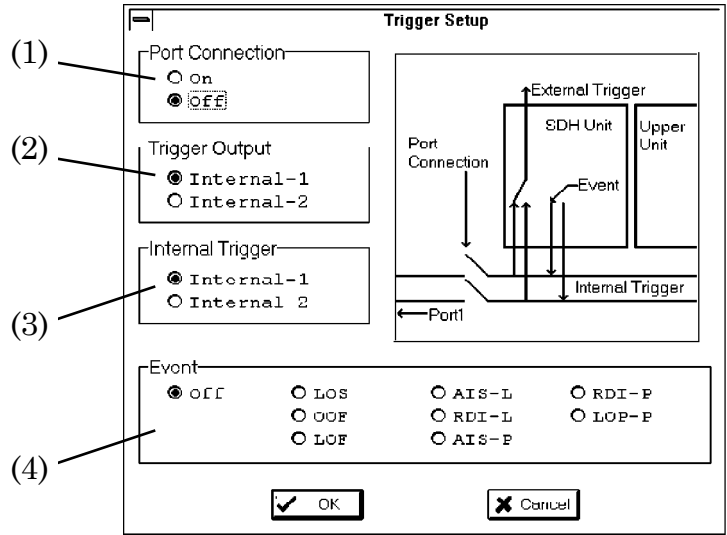 Trigger Setup
(1)
Port Connection
On
Off
(2)
Trigger Output
Internal-1
Internal-2
(3)
Internal Trigger
Internal-1
Internal 2
External Trigger
SDH Unit
Upper
Unit
Port
Connection
Event
Internal Trigger
Port1
(4)
Event
Off
LOS
OOF
LOF
AIS-L
RDI-L
AIS-P
RDI-P
LOP-P
OK
Cancel